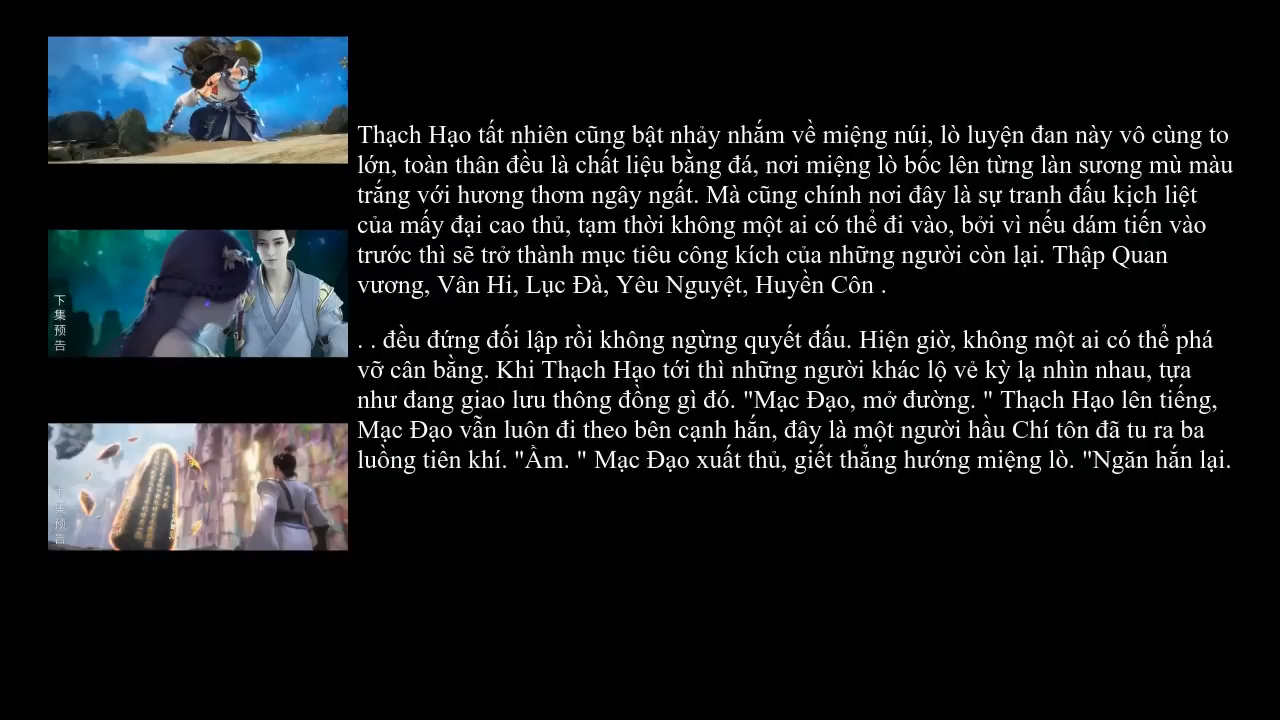 Thạch Hạo tất nhiên cũng bật nhảy nhắm về miệng núi, lò luyện đan này vô cùng to
lớn, toàn thân đều là chất liệu bằng đá, nơi miệng lò bốc lên từng làn sương mù màu
trắng với hương thơm ngây ngất. Mà cũng chính nơi đây là sự tranh đấu kịch liệt
của mấy đại cao thủ, tạm thời không một ai có thể đi vào, bởi vì nếu dám tiến vào
trước thì sẽ trở thành mục tiêu công kích của những người còn lại. Thập Quan
vương, Vân Hi, Lục Đà, Yêu Nguyệt, Huyền Côn .
. . đều đứng đối lập rồi không ngừng quyết đấu. Hiện giờ, không một ai có thể phá
vỡ cân bằng. Khi Thạch Hạo tới thì những người khác lộ vẻ kỳ lạ nhìn nhau, tựa
như đang giao lưu thông đồng gì đó. "Mạc Đạo, mở đường. " Thạch Hạo lên tiếng,
Mạc Đạo vẫn luôn đi theo bên cạnh hắn, đây là một người hầu Chí tôn đã tu ra ba
luồng tiên khí. "Ầm. " Mạc Đạo xuất thủ, giết thẳng hướng miệng lò. "Ngăn hắn lại.
下集预告
下集预告